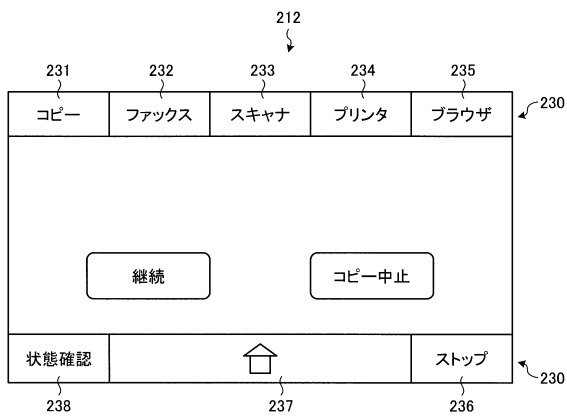 212
231 232 233 234 235
コピー ファックス スキャナ プリンタ ブラウザ 230
継続 コピー中止
状態確認 ストップ 230
238 237 236